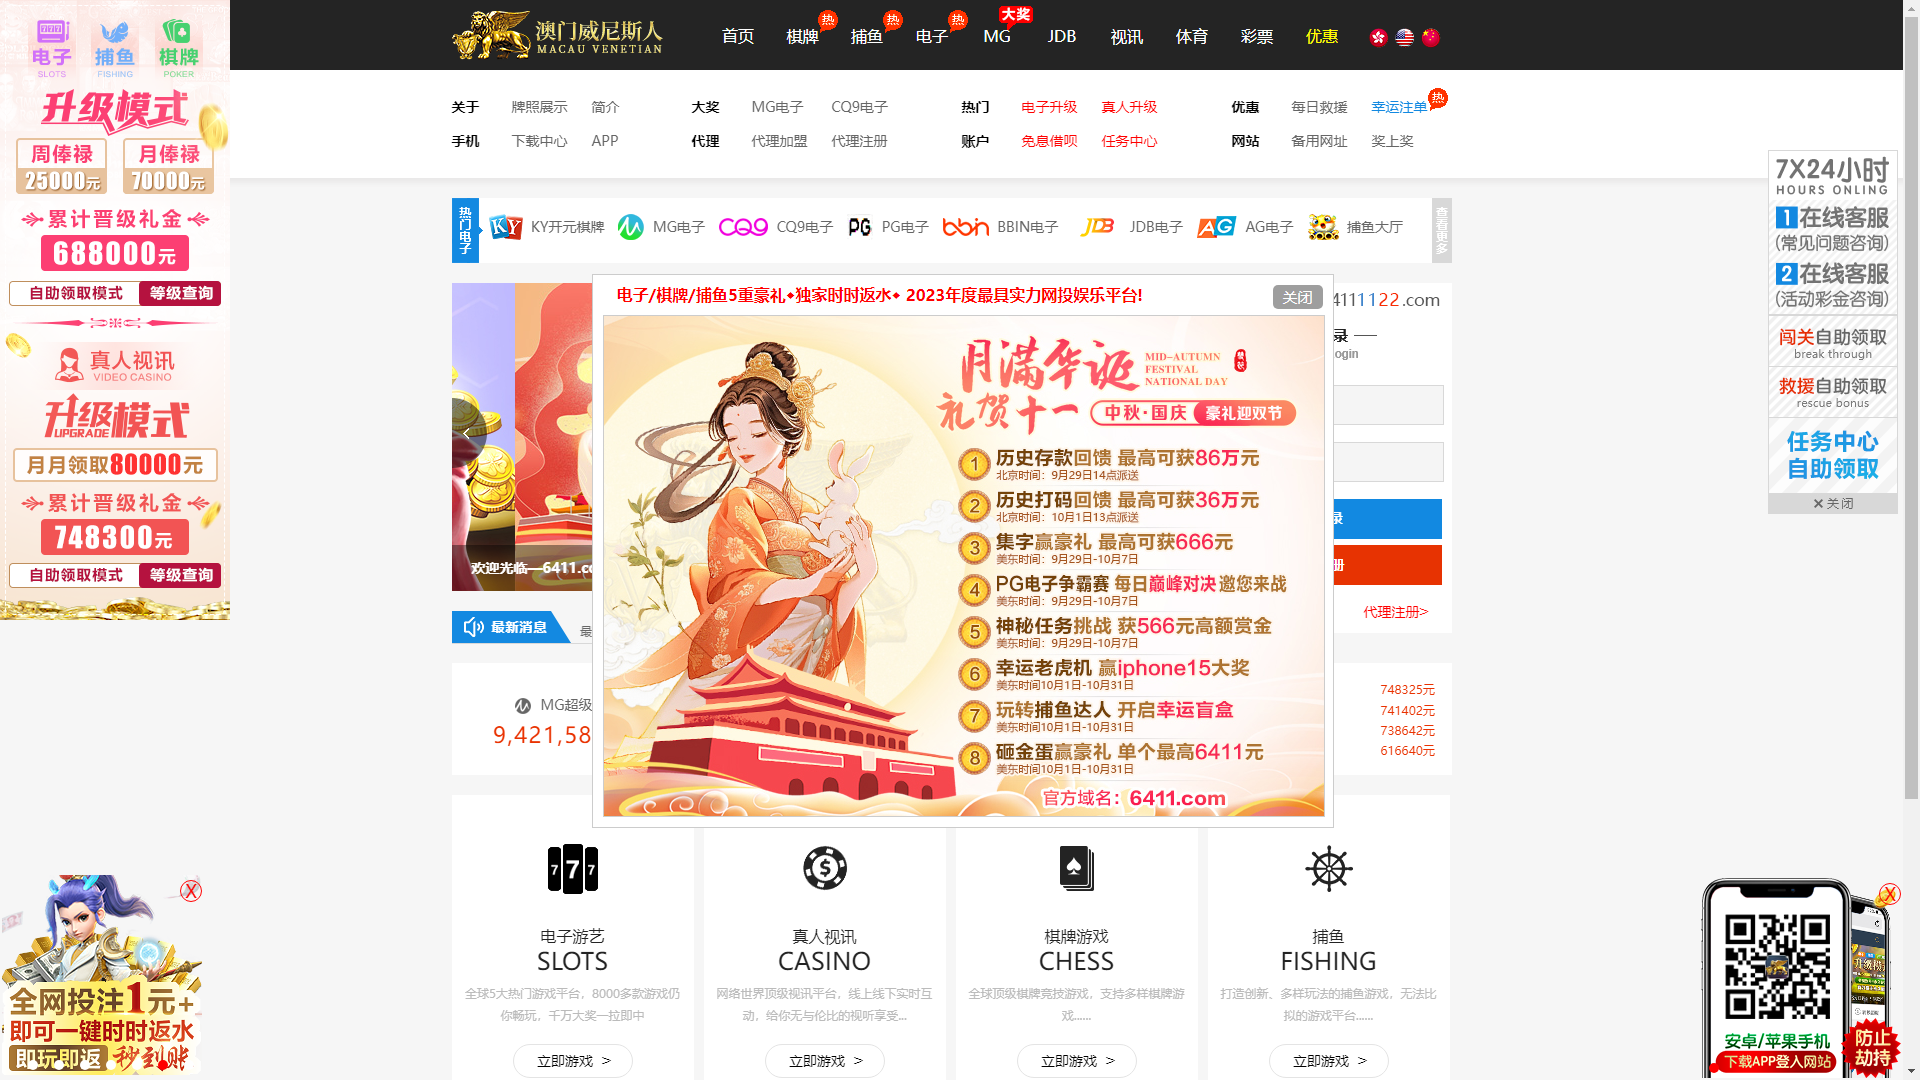 电子
SLOTS
捕鱼
FISHING
棋牌
POKER
升级模式
周俸禄
25000元
月俸禄
70000元
累计晋级礼金
688000元
自助领取模式 等级查询
真人视讯
VIDEO CASINO
升级模式
UPGRADE
月月领取80000元
累计晋级礼金
748300元
自助领取模式 等级查询
澳门威尼斯人
MACAU VENETIAN
首页
棋牌
热
捕鱼
热
电子
热
MG
大奖
JDB
视讯
体育
彩票
优惠
关于 牌照展示 简介
大奖 MG电子 CQ9电子
热门 电子升级 真人升级
优惠 每日救援 幸运注单
热
手机 下载中心 APP
代理 代理加盟 代理注册
账户 免息借呗 任务中心
网站 备用网址 奖上奖
热门电子
KY KY开元棋牌
MG电子
CQ9 CQ9电子
PG PG电子
bbin BBIN电子
JDB JDB电子
AG AG电子
捕鱼大厅
查看更多
电子/棋牌/捕鱼5重豪礼♦独家时时返水♦ 2023年度最具实力网投娱乐平台!
关闭
月满华诞
MID-AUTUMN
FESTIVAL
NATIONAL DAY
礼贺十一
中秋·国庆 豪礼迎双节
1 历史存款回馈 最高可获86万元
北京时间：9月29日14点派送
2 历史打码回馈 最高可获36万元
北京时间：10月1日13点派送
3 集字赢豪礼 最高可获666元
美东时间：9月29日-10月7日
4 PG电子争霸赛 每日巅峰对决 邀您来战
美东时间：9月29日-10月7日
5 神秘任务挑战 获566元高额赏金
美东时间：9月29日-10月7日
6 幸运老虎机 赢iphone15大奖
美东时间10月1日-10月31日
7 玩转捕鱼达人 开启幸运盲盒
美东时间10月1日-10月31日
8 砸金蛋赢豪礼 单个最高6411元
美东时间10月1日-10月31日
官方域名：6411.com
411122.com
录
ogin
录
册
代理注册>
欢迎光临—6411.c
最新消息
最
MG超级
9,421,58
748325元
741402元
738642元
616640元
777
电子游艺
SLOTS
全球5大热门游戏平台，8000多款游戏仍
你畅玩，千万大奖一拉即中
立即游戏 >
真人视讯
CASINO
网络世界顶级视讯平台，线上线下实时互
动，给你无与伦比的视听享受...
立即游戏 >
棋牌游戏
CHESS
全球顶级棋牌竞技游戏，支持多样棋牌游
戏......
立即游戏 >
捕鱼
FISHING
打造创新、多样玩法的捕鱼游戏，无法比
拟的游戏平台......
立即游戏 >
7X24小时
HOURS ONLING
1在线客服
(常见问题咨询)
2在线客服
(活动彩金咨询)
闯关自助领取
break through
救援自助领取
rescue bonus
任务中心
自助领取
✕ 关闭
X
全网投注1元+
即可一键时时返水
即玩即返 秒到账
X
安卓/苹果手机
下载APP登入网站
防止
劫持